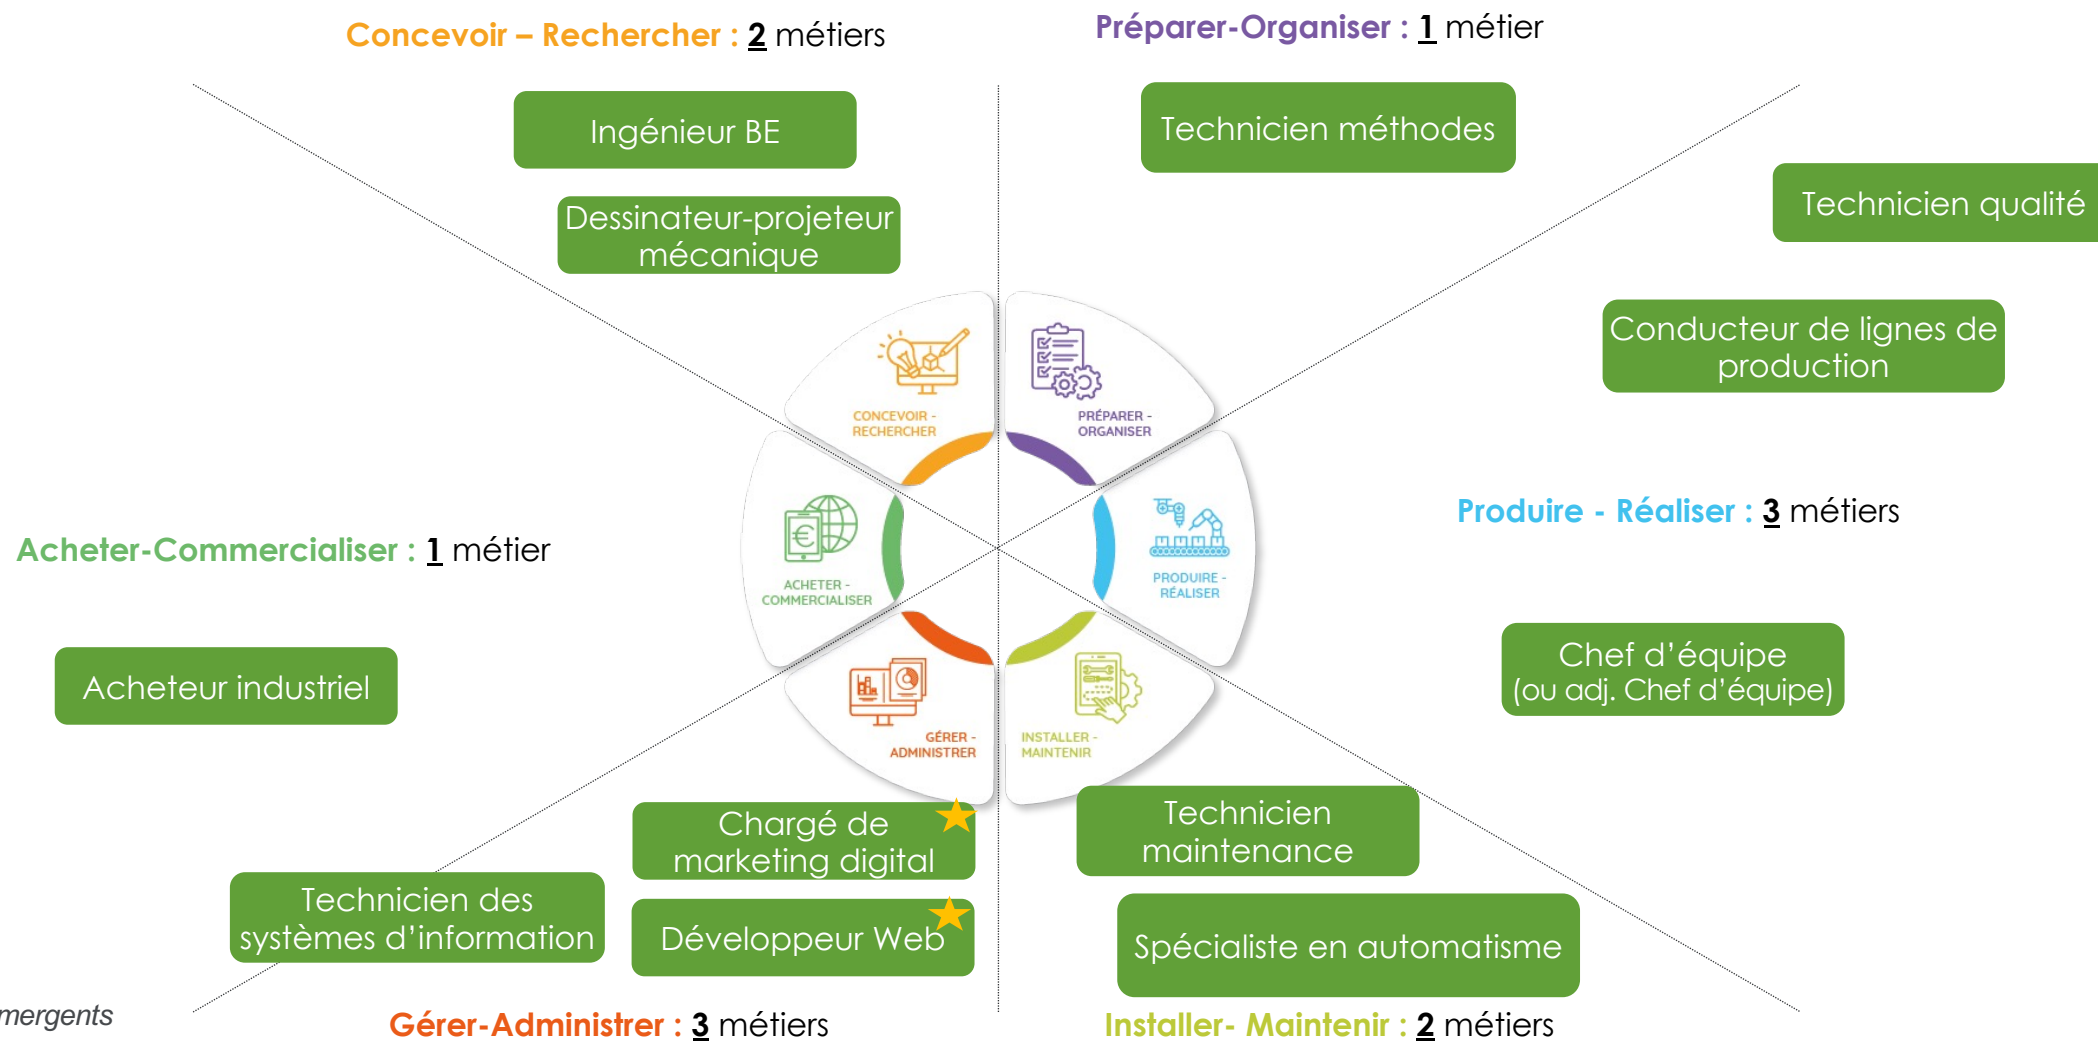 Concevoir – Rechercher : 2 métiers
Préparer-Organiser : 1 métier
Ingénieur BE
Dessinateur-projeteur
mécanique
Technicien méthodes
Technicien qualité
Conducteur de lignes de
production
CONCEVOIR -
RECHERCHER
PRÉPARER -
ORGANISER
Acheter-Commercialiser : 1 métier
€
ACHETER -
COMMERCIALISER
PRODUIRE -
RÉALISER
Produire - Réaliser : 3 métiers
Acheteur industriel
Chef d’équipe
(ou adj. Chef d’équipe)
GÉRER -
ADMINISTRER
INSTALLER -
MAINTENIR
Chargé de
marketing digital
Technicien
maintenance
Technicien des
systèmes d’information
Développeur Web
Spécialiste en automatisme
mergents
Gérer-Administrer : 3 métiers
Installer- Maintenir : 2 métiers